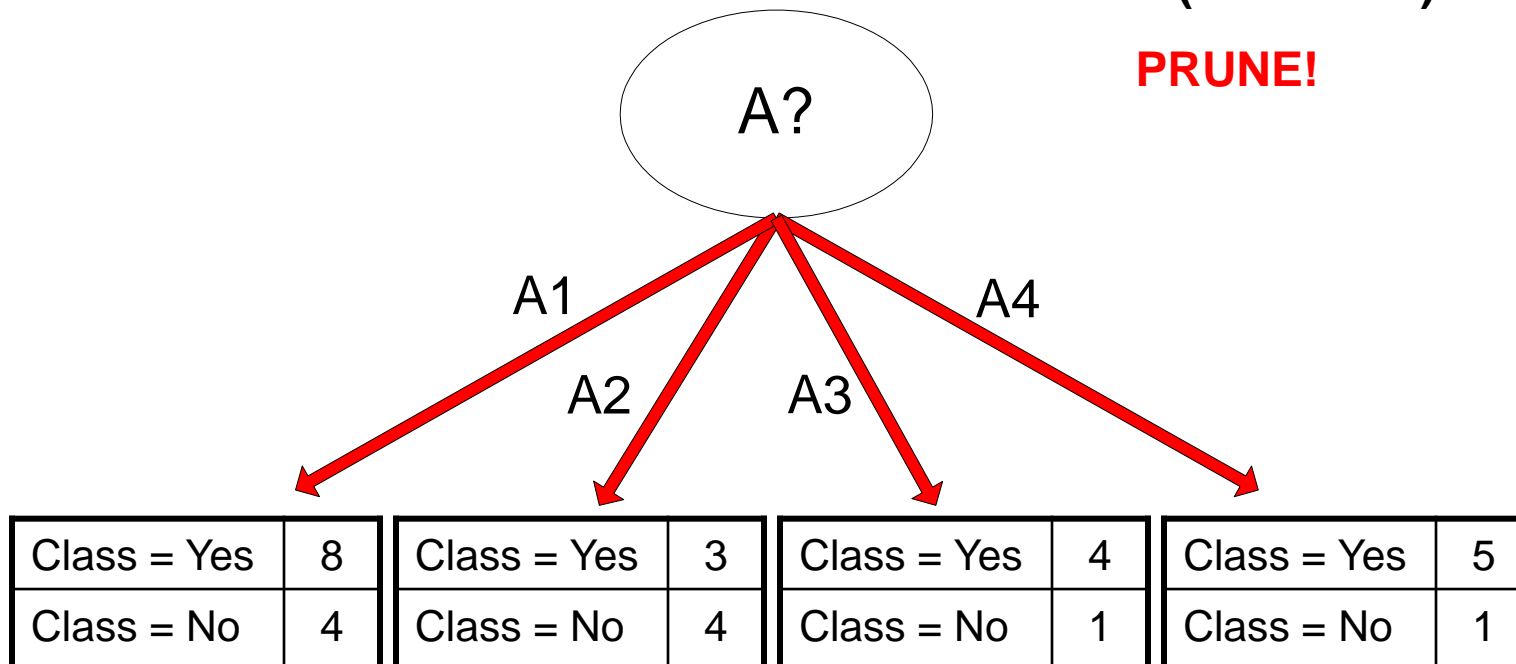 PRUNE!
A?
A1
A4
A2
A3
Class = Yes 8 Class = Yes 3 Class = Yes 4 Class = Yes 5
Class = No 4 Class = No 4 Class = No 1 Class = No 1